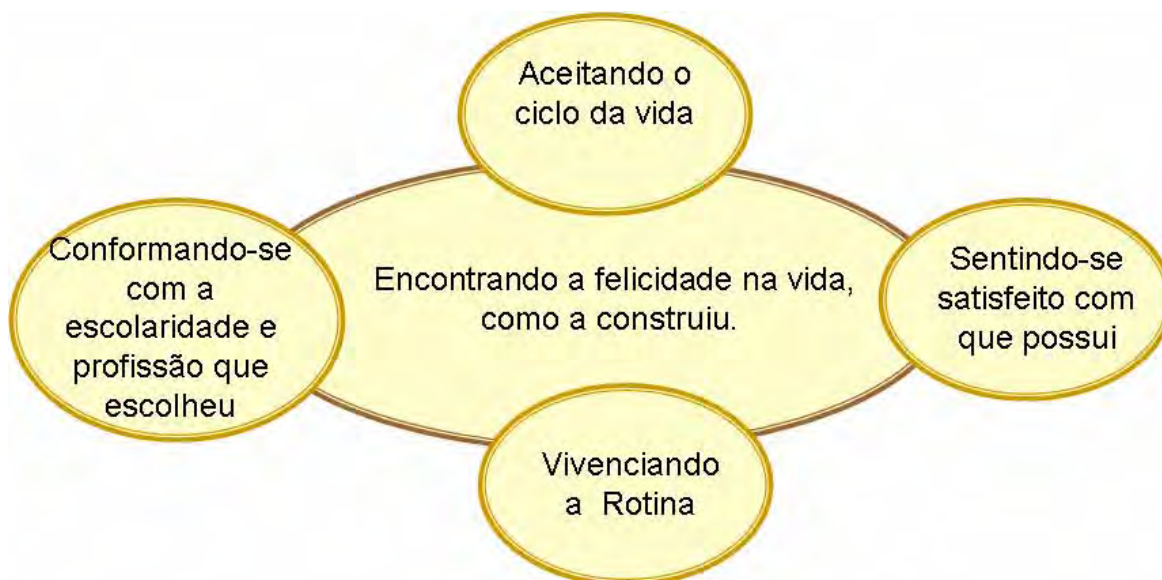 Aceitando o
ciclo da vida
Conformando-se
com a
escolaridade e
profissão que
escolheu
Encontrando a felicidade na vida,
como a construiu.
Sentindo-se
satisfeito com
que possui
Vivenciando
a Rotina